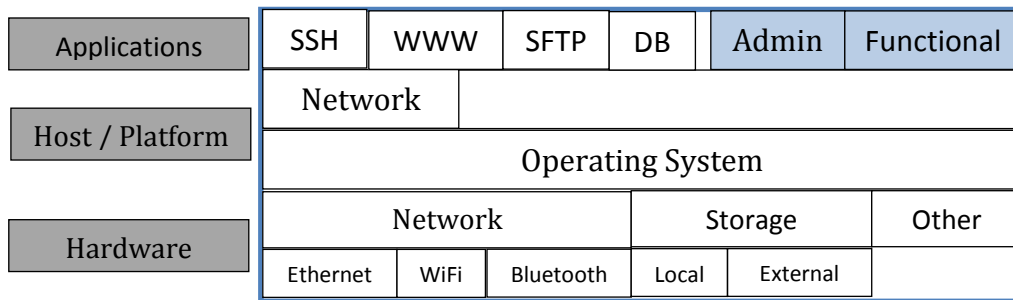 Applications
SSH WWW SFTP DB Admin Functional
Network
Host / Platform
Operating System
Network Storage Other
Hardware
Ethernet WiFi Bluetooth Local External